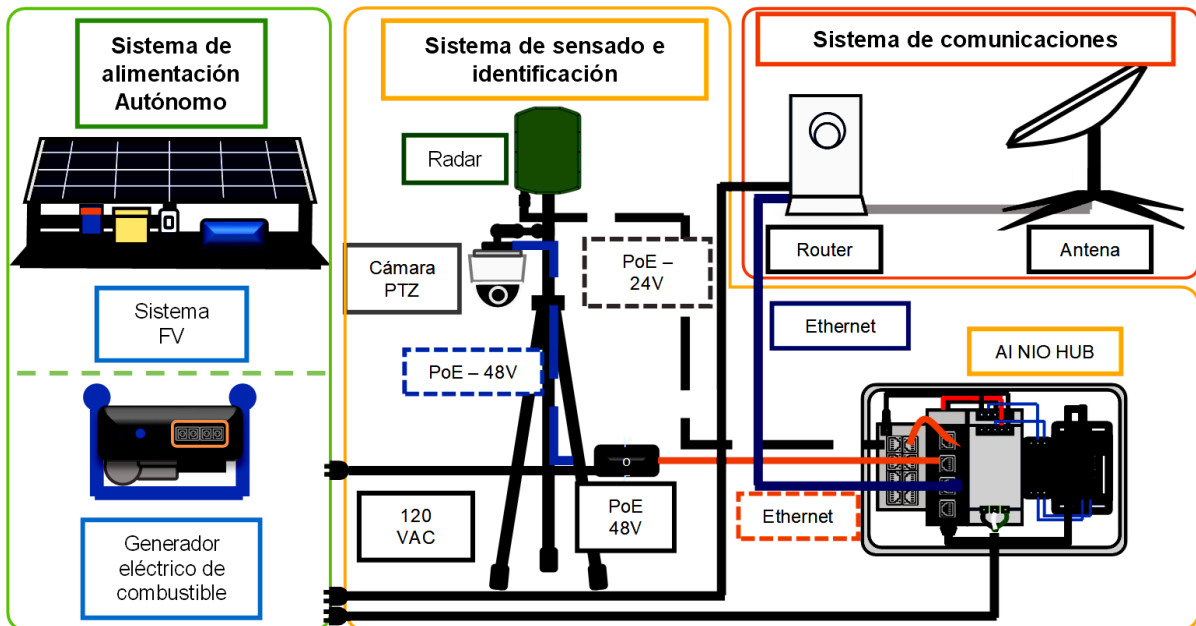 Sistema de
alimentación
Autónomo
Sistema
FV
Generador
eléctrico de
combustible
Sistema de sensado e
identificación
Radar
Cámara
PTZ
PoE –
24V
PoE – 48V
120
VAC
PoE
48V
Sistema de comunicaciones
Router
Antena
Ethernet
AI NIO HUB
Ethernet